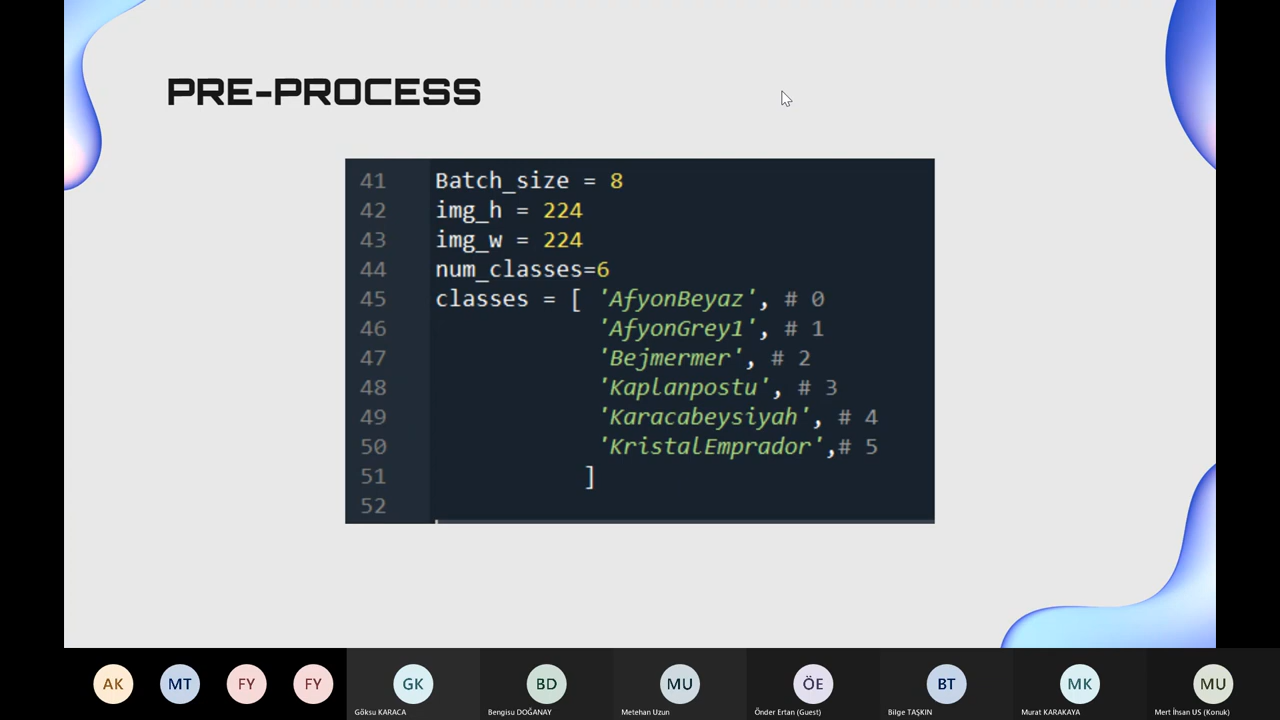 PRE-PROCESS
41 Batch_size = 8
42 img_h = 224
43 img_w = 224
44 num_classes=6
45 classes = [ 'AfyonBeyaz', # 0
46 'AfyonGrey1', # 1
47 'Bejmermer', # 2
48 'Kaplanpostu', # 3
49 'Karacabeysiyah', # 4
50 'KristalEmprador',# 5
51 ]
52
AK MT FY FY GK BD MU ÖE BT MK MU
Göksu KARACA Bengisu DOĞANAY Metehan Uzun Önder Ertan (Guest) Bilge TAŞKIN Murat KARAKAYA Mert İhsan US (Konuk)